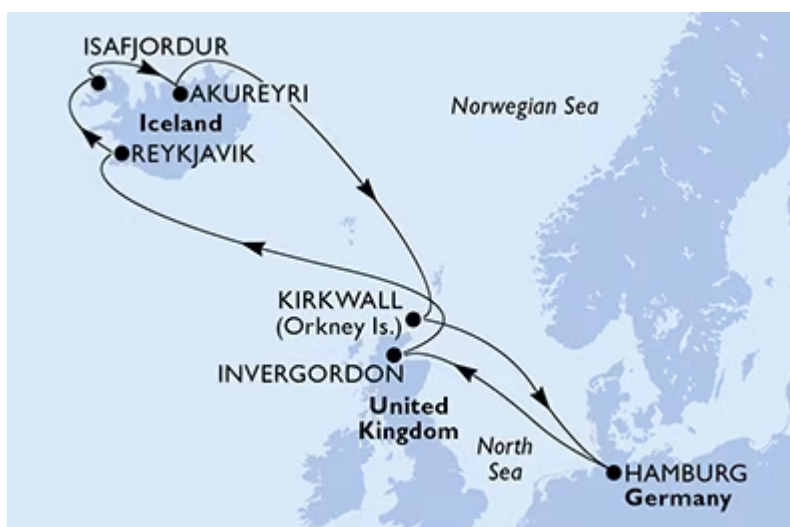 ISAFJORDUR
AKUREYRI
Norwegian Sea
Iceland
REYKJAVIK
KIRKWALL
(Orkney Is.)
INVERGORDON
United
Kingdom
North
Sea
HAMBURG
Germany